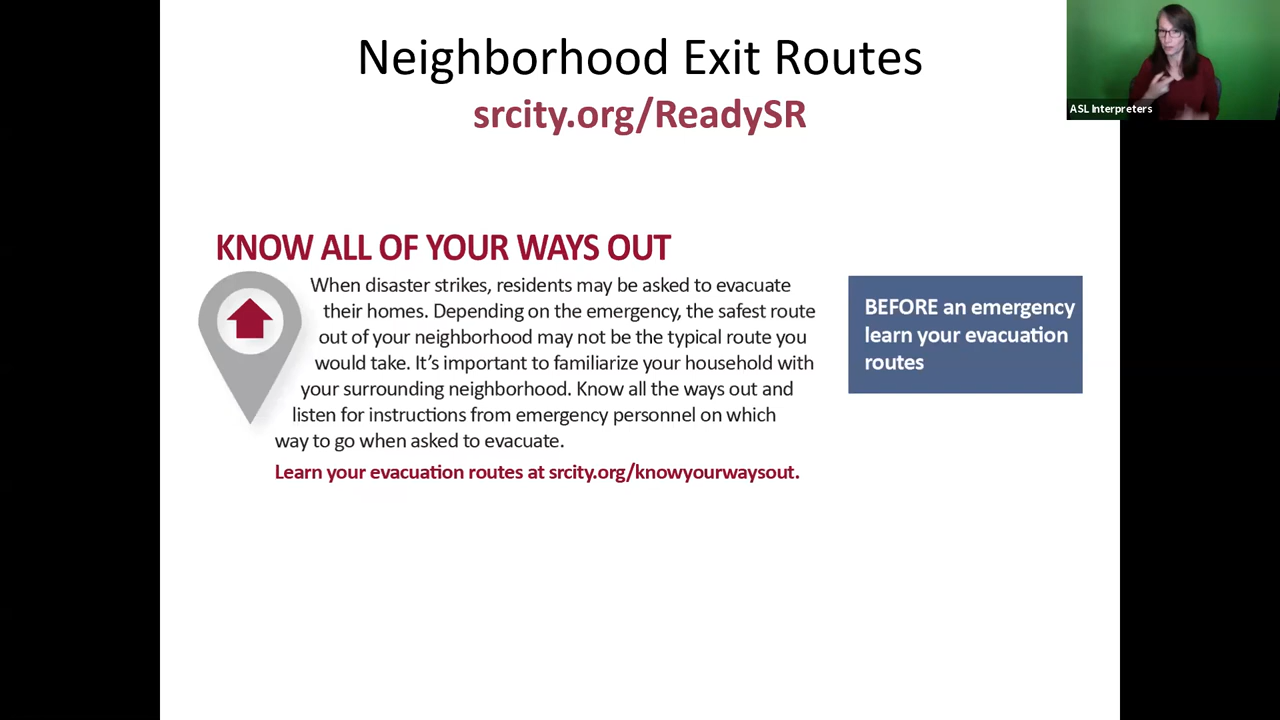 Neighborhood Exit Routes
srcity.org/ReadySR
ASL Interpreters
KNOW ALL OF YOUR WAYS OUT
When disaster strikes, residents may be asked to evacuate
their homes. Depending on the emergency, the safest route
out of your neighborhood may not be the typical route you
would take. It’s important to familiarize your household with
your surrounding neighborhood. Know all the ways out and
listen for instructions from emergency personnel on which
way to go when asked to evacuate.
Learn your evacuation routes at srcity.org/knowyourwaysout.
BEFORE an emergency
learn your evacuation
routes